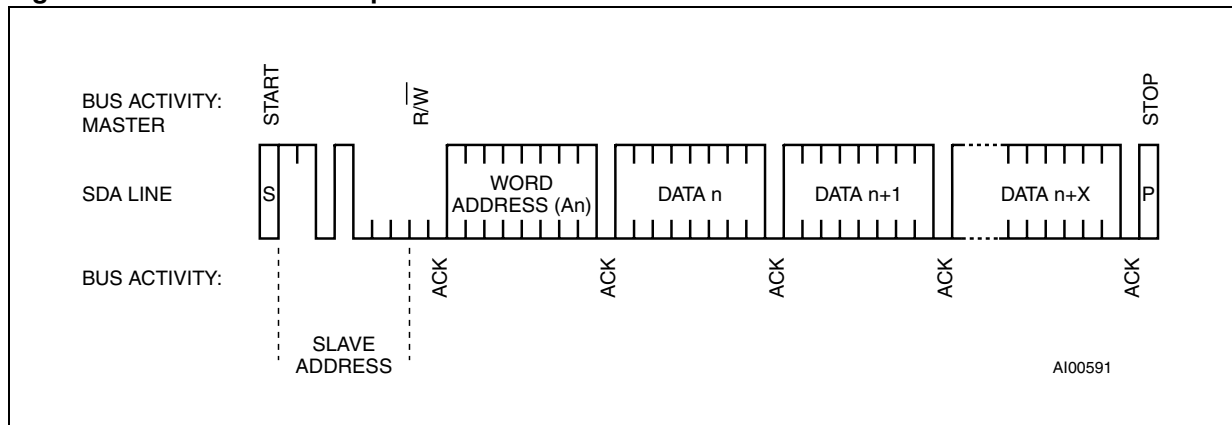 BUS ACTIVITY:
MASTER
START
R/W
STOP
SDA LINE
S
WORD
ADDRESS (An)
DATA n
DATA n+1
DATA n+X
P
BUS ACTIVITY:
ACK
ACK
ACK
ACK
ACK
SLAVE
ADDRESS
AI00591